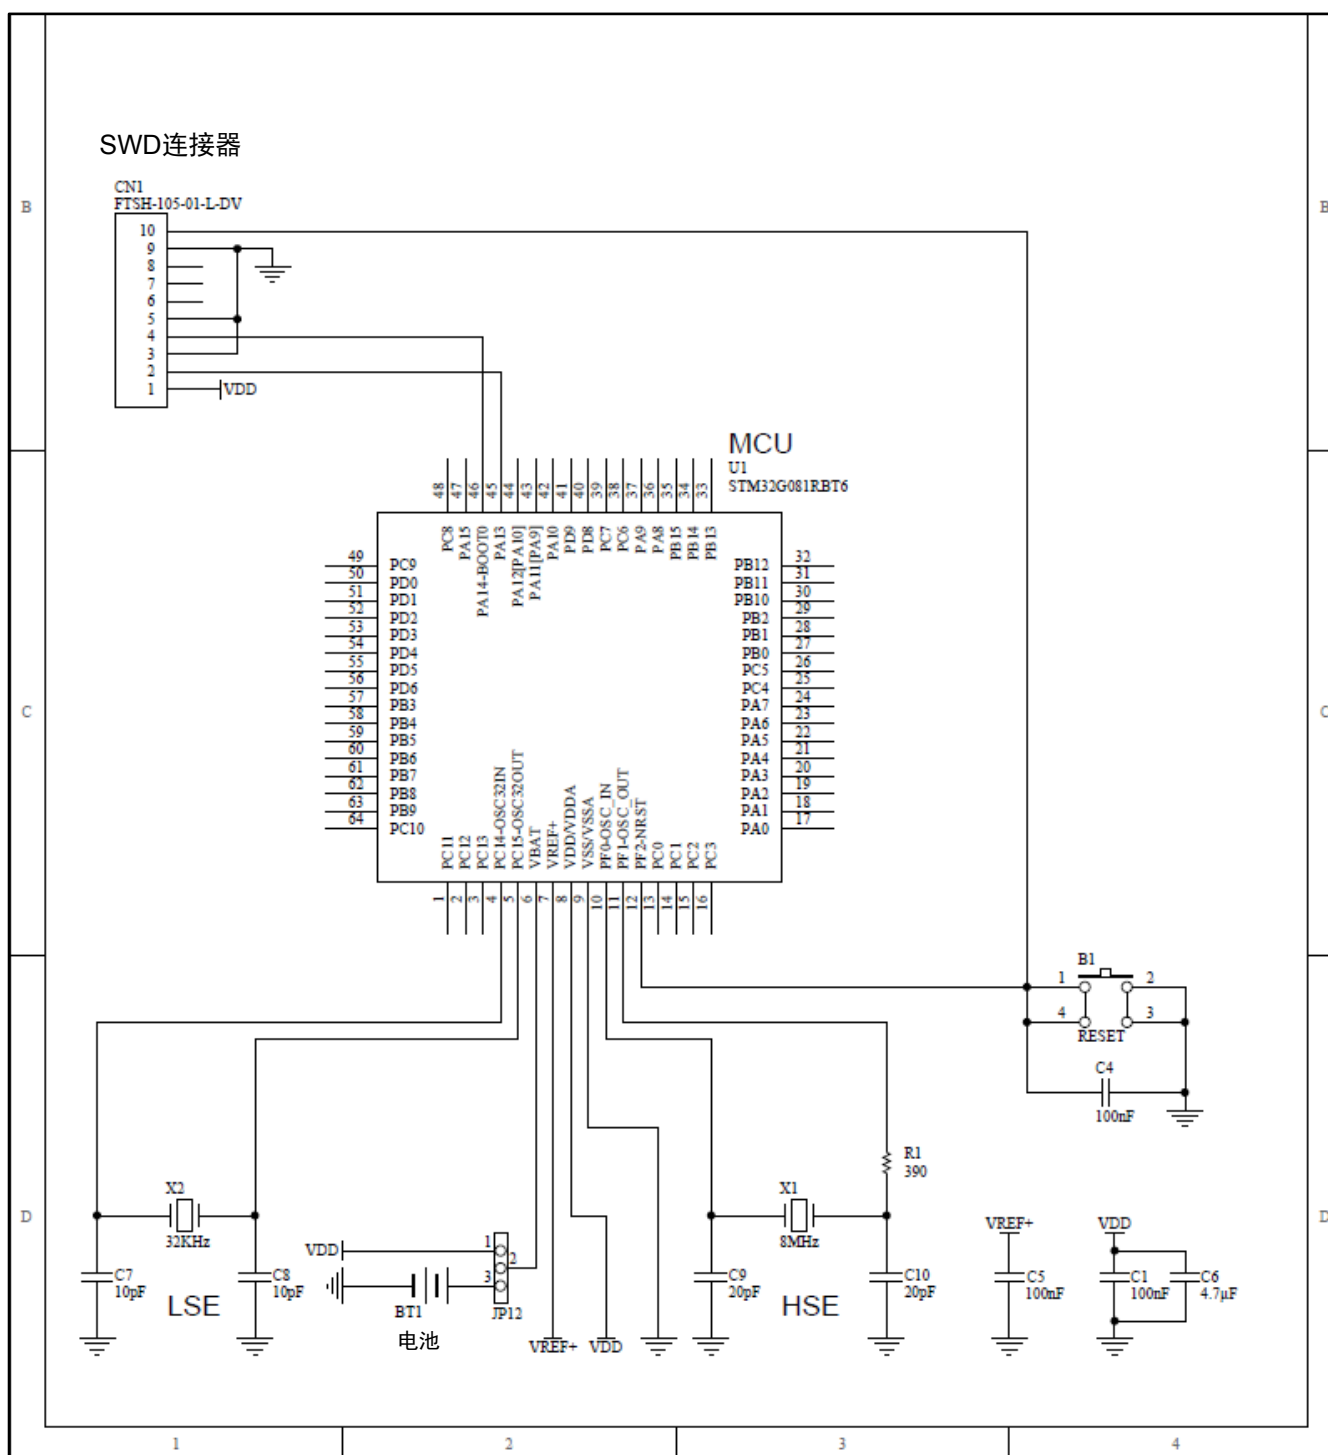 SWD连接器
CN1
FTSH-105-01-L-DV
B
B
10
9
8
7
6
5
4
3
2
1
VDD
MCU
U1
STM32G081RBT6
48
47
46
45
44
43
42
41
40
39
38
37
36
35
34
33
PC8
PA15
PA14-BOOT0
PA13
PA12[PA10]
PA11[PA9]
PA10
PD9
PD8
PC7
PC6
PA9
PA8
PB15
PB14
PB13
49 PC9
50 PD0
51 PD1
52 PD2
53 PD3
54 PD4
55 PD5
56 PD6
57 PB3
58 PB4
59 PB5
60 PB6
61 PB7
62 PB8
63 PB9
64 PC10
PB12 32
PB11 31
PB10 30
PB2 29
PB1 28
PB0 27
PC5 26
PC4 25
PA7 24
PA6 23
PA5 22
PA4 21
PA3 20
PA2 19
PA1 18
PA0 17
C
C
PC11
PC12
PC13
PC14-OSC32IN
PC15-OSC32OUT
VBAT
VREF+
VDD/VDDA
VSS/VSSA
PF0-OSC_IN
PF1-OSC_OUT
PF2-NRST
PC0
PC1
PC2
PC3
1
2
3
4
5
6
7
8
9
10
11
12
13
14
15
16
B1
1
2
4
3
RESET
C4
100nF
R1
390
D
D
X2
32KHz
C7
10pF
C8
10pF
LSE
VDD
1
2
3
BT1
JP12
电池
VREF+
VDD
X1
8MHz
C9
20pF
C10
20pF
HSE
VREF+
C5
100nF
VDD
C1
100nF
C6
4.7µF
1
2
3
4